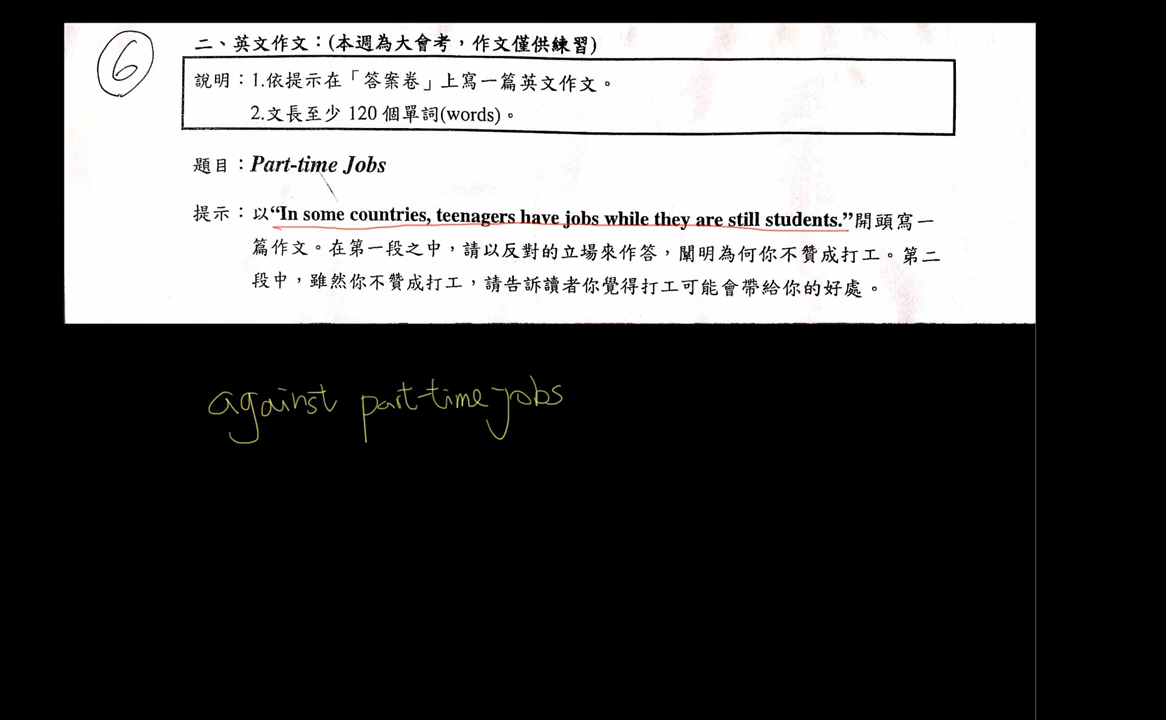 6
二、英文作文：(本週為大會考，作文僅供練習)
說明：1.依提示在「答案卷」上寫一篇英文作文。
2.文長至少 120 個單詞(words)。
題目：Part-time Jobs
提示：以“In some countries, teenagers have jobs while they are still students.”開頭寫一
篇作文。在第一段之中，請以反對的立場來作答，闡明為何你不贊成打工。第二
段中，雖然你不贊成打工，請告訴讀者你覺得打工可能會帶給你的好處。
against part-time jobs